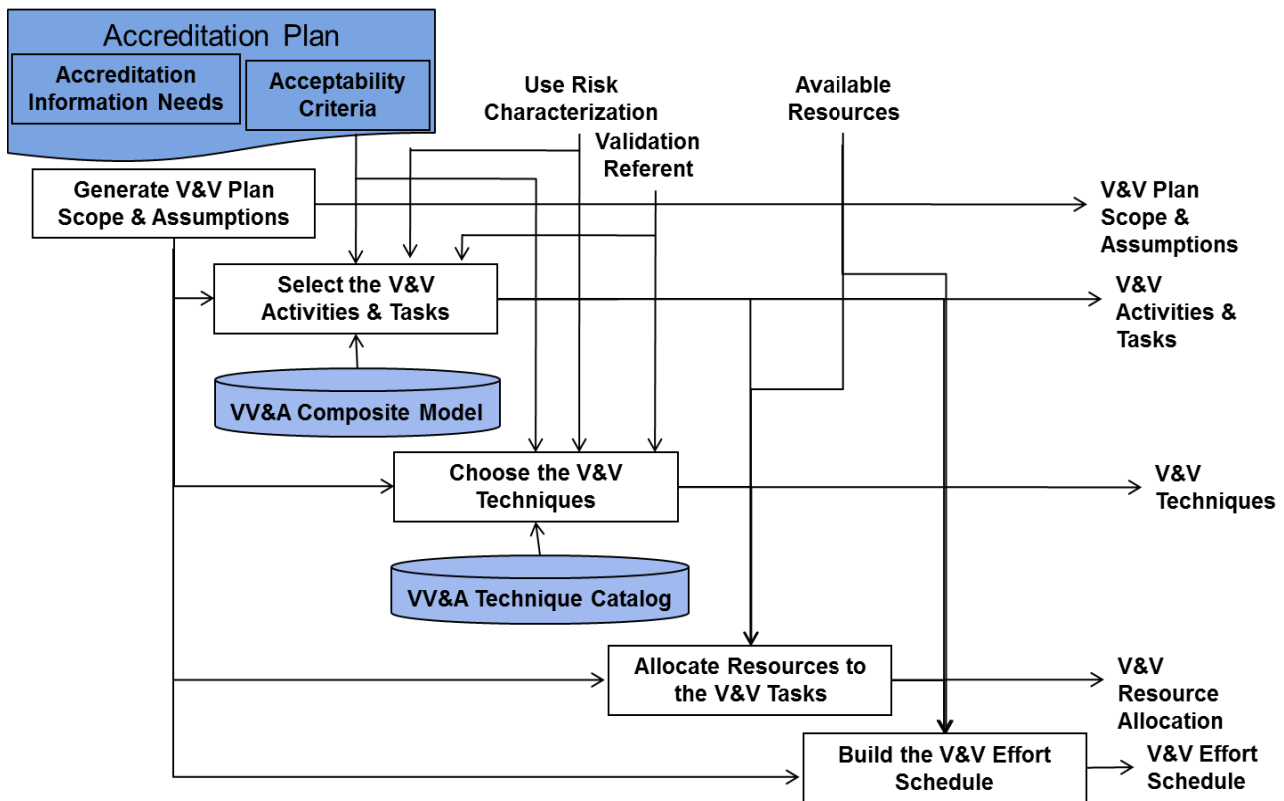 Accreditation Plan
Accreditation
Information Needs
Acceptability
Criteria
Use Risk
Characterization
Available
Resources
Validation
Referent
Generate V&V Plan
Scope & Assumptions
V&V Plan
Scope &
Assumptions
Select the V&V
Activities & Tasks
V&V
Activities &
Tasks
VV&A Composite Model
Choose the V&V
Techniques
V&V
Techniques
VV&A Technique Catalog
Allocate Resources to
the V&V Tasks
V&V
Resource
Allocation
Build the V&V Effort
Schedule
V&V Effort
Schedule